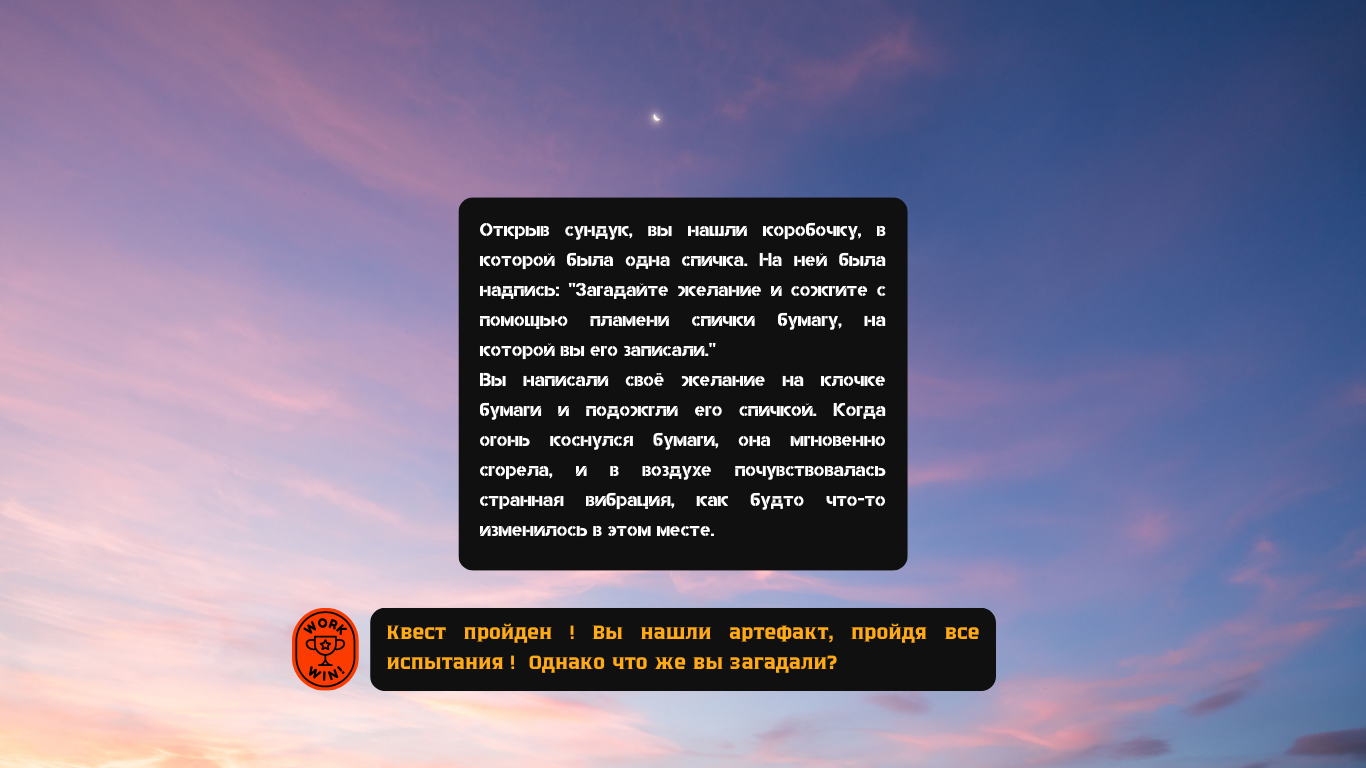 Открыв сундук, вы нашли коробочку, в
которой была одна спичка. На ней была
надпись: "Загадайте желание и сожгите с
помощью пламени спички бумагу, на
которой вы его записали."
Вы написали своё желание на клочке
бумаги и подожгли его спичкой. Когда
огонь коснулся бумаги, она мгновенно
сгорела, и в воздухе почувствовалась
странная вибрация, как будто что-то
изменилось в этом месте.
WORK
WIN!
Квест пройден ! Вы нашли артефакт, пройдя все
испытания ! Однако что же вы загадали?